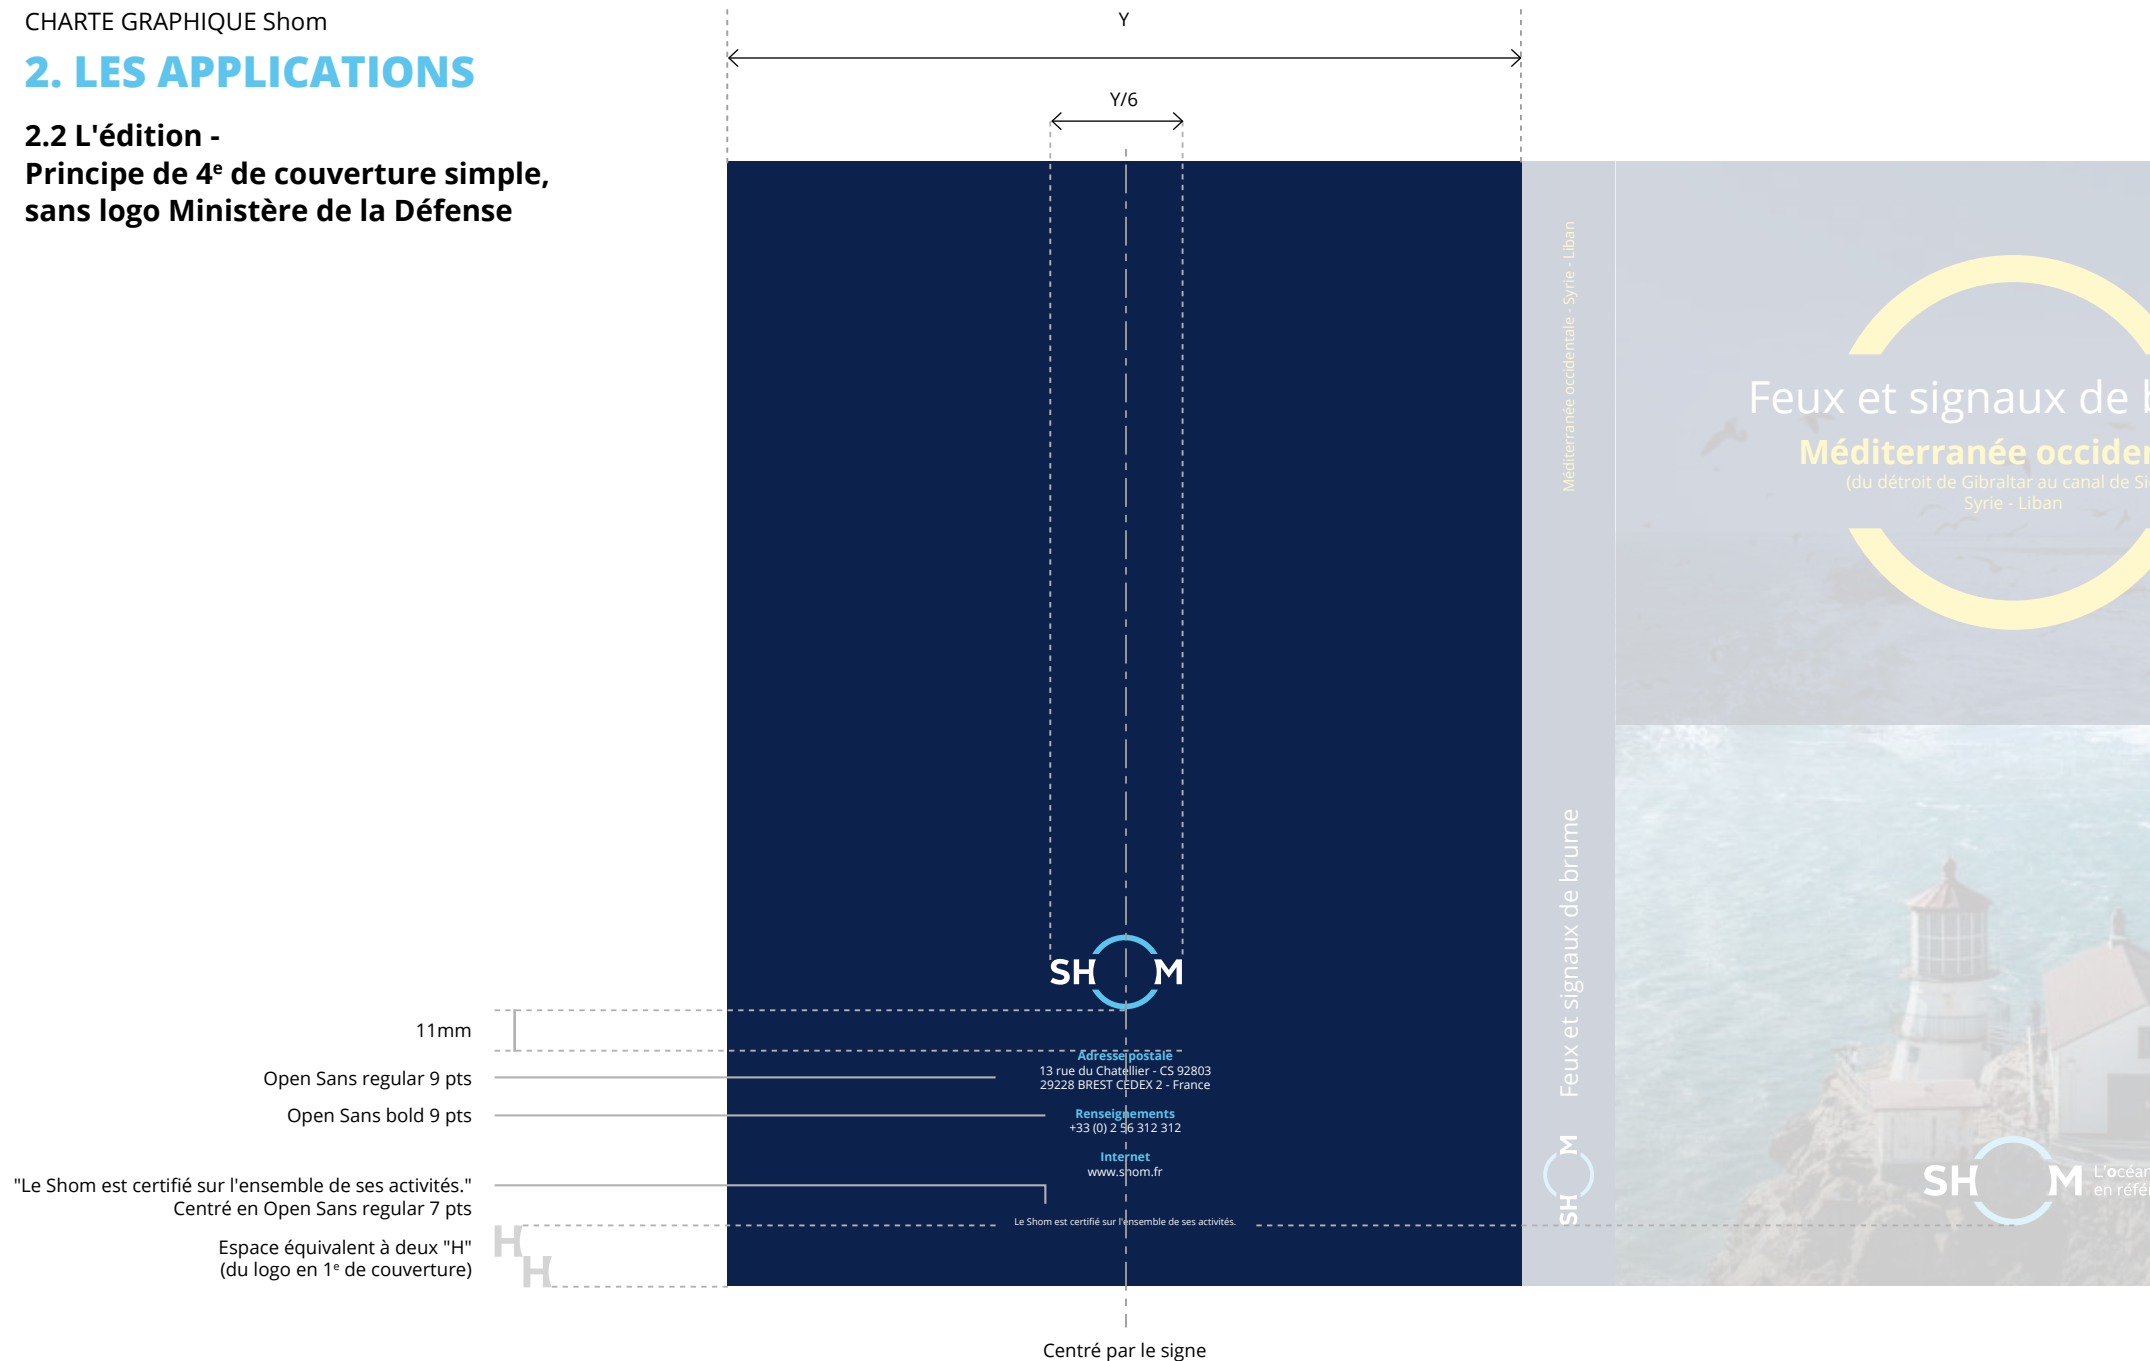 CHARTE GRAPHIQUE Shom
2. LES APPLICATIONS
2.2 L'édition -
Principe de 4e de couverture simple,
sans logo Ministère de la Défense
Y
Y/6
SHOM
11mm
Open Sans regular 9 pts
Open Sans bold 9 pts
"Le Shom est certifié sur l'ensemble de ses activités."
Centré en Open Sans regular 7 pts
Espace équivalent à deux "H"
(du logo en 1e de couverture)
H
H
Adresse postale
13 rue du Chatellier - CS 92803
29228 BREST CEDEX 2 - France
Renseignements
+33 (0) 2 56 312 312
Internet
www.shom.fr
Le Shom est certifié sur l'ensemble de ses activités.
Centré par le signe
Méditerranée occidentale - Syrie - Liban
Feux et signaux de brume
SHOM
Feux et signaux de b
Méditerranée occiden
(du détroit de Gibraltar au canal de Si
Syrie - Liban
SHOM
L'océan
en référ